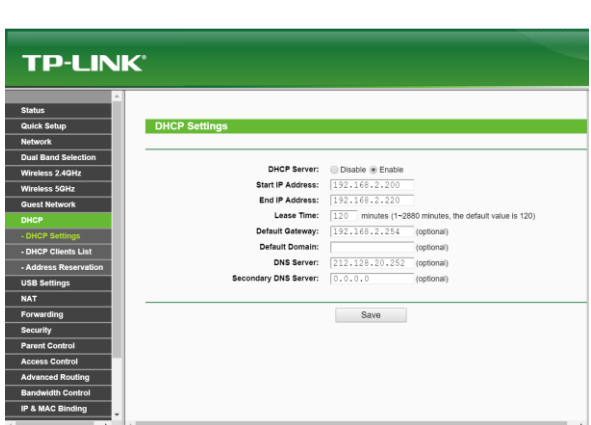 TP-LINK®
Status
Quick Setup
Network
Dual Band Selection
Wireless 2.4GHz
Wireless 5GHz
Guest Network
DHCP
- DHCP Settings
- DHCP Clients List
- Address Reservation
USB Settings
NAT
Forwarding
Security
Parent Control
Access Control
Advanced Routing
Bandwidth Control
IP & MAC Binding
DHCP Settings
DHCP Server: Disable Enable
Start IP Address: 192.168.2.200
End IP Address: 192.168.2.220
Lease Time: 120 minutes (1~2880 minutes, the default value is 120)
Default Gateway: 192.168.2.254 (optional)
Default Domain: (optional)
DNS Server: 212.128.20.252 (optional)
Secondary DNS Server: 0.0.0.0 (optional)
Save